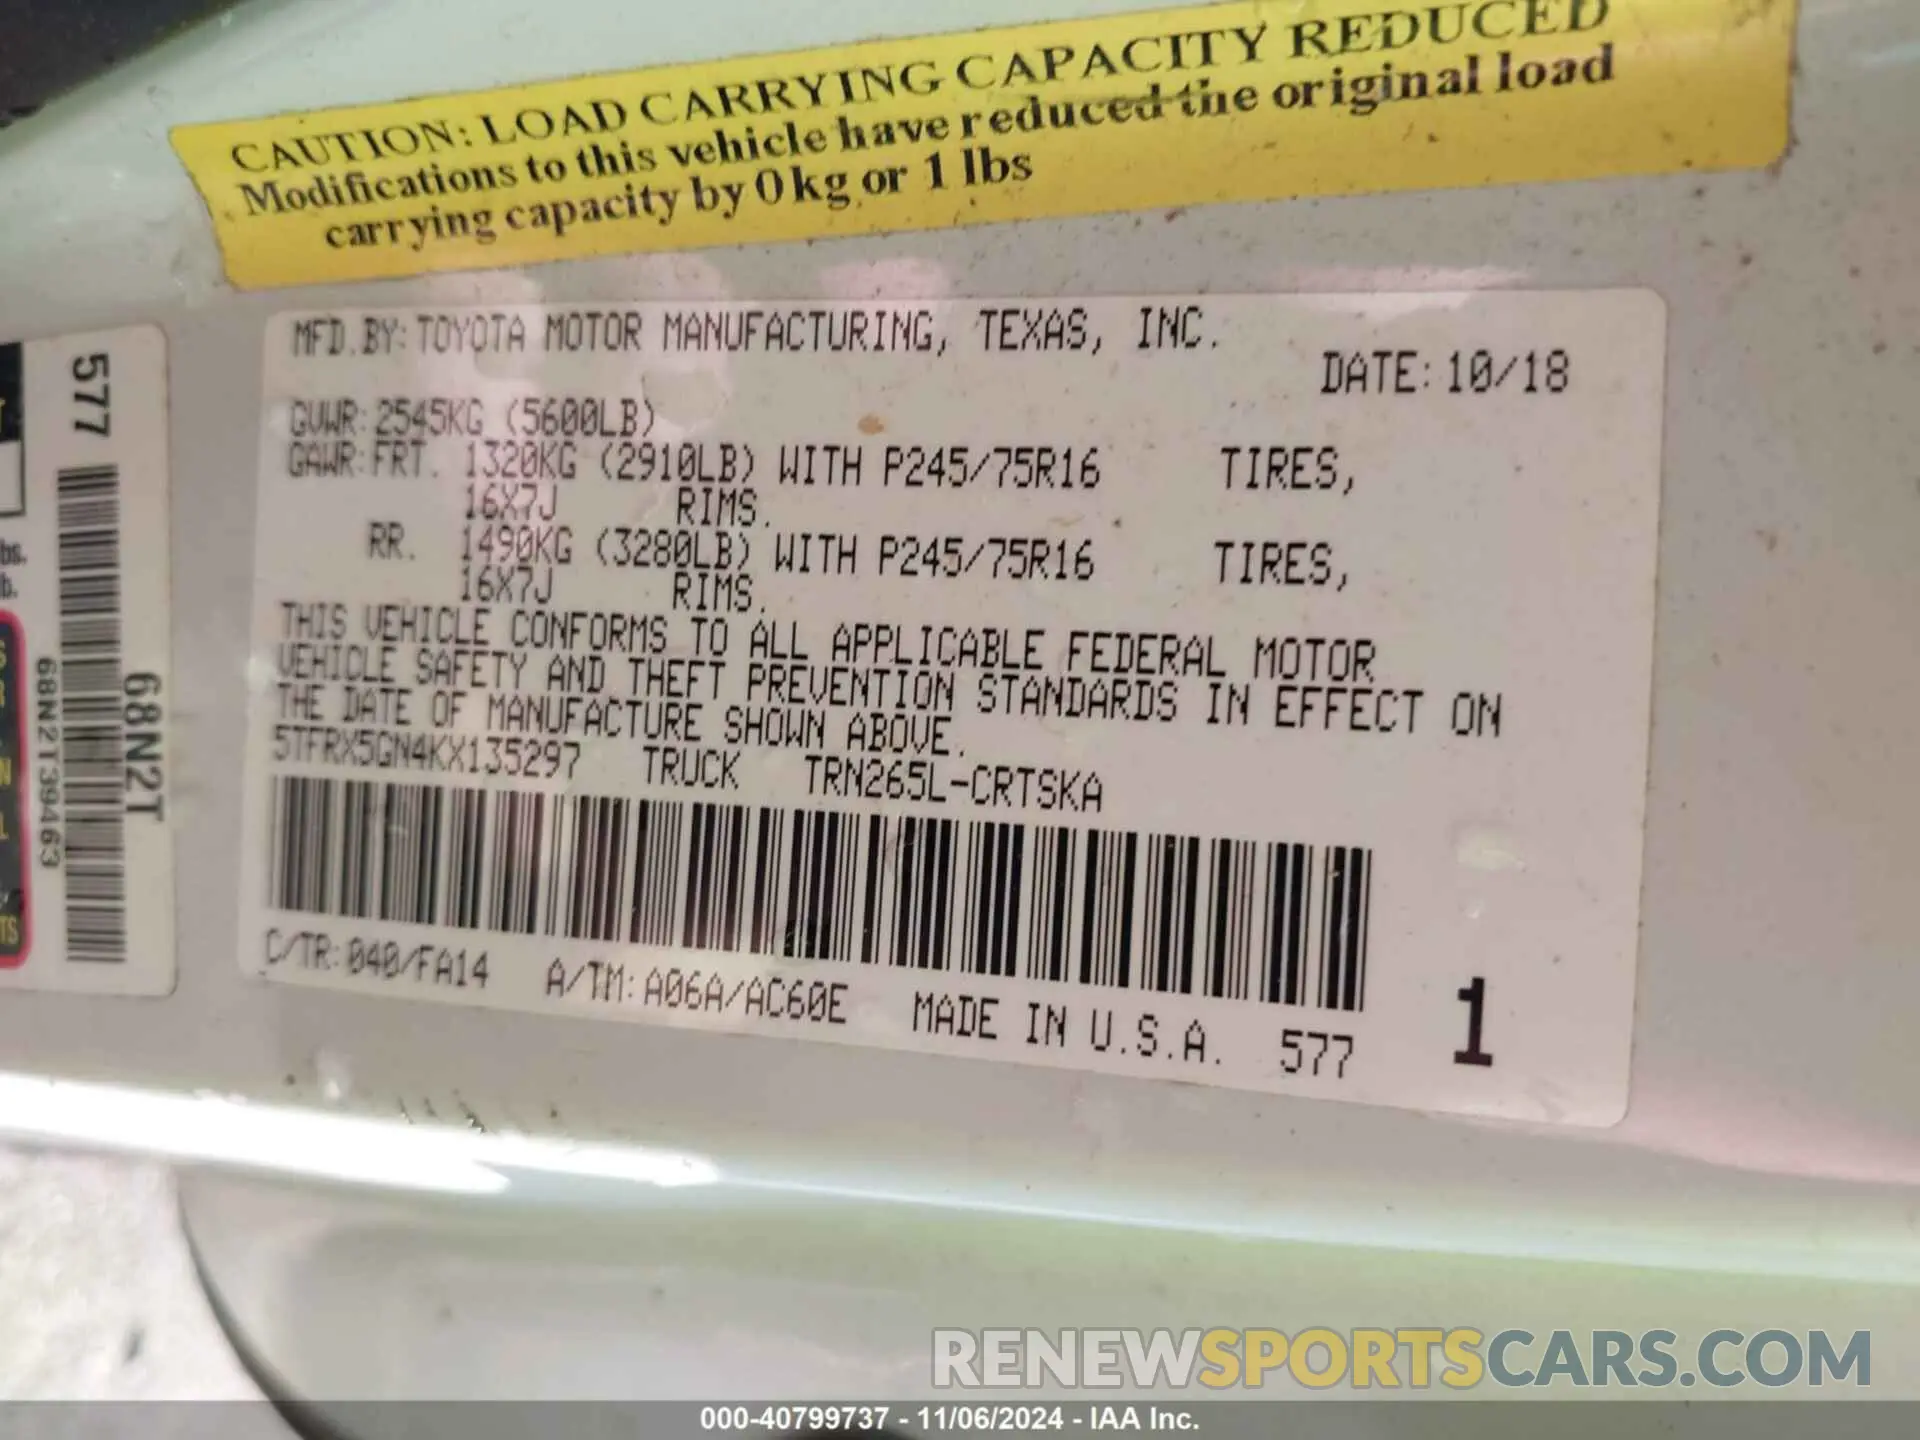 CAUTION: LOAD CARRYING CAPACITY REDUCED
Modifications to this vehicle have reduced the original load
carrying capacity by 0 kg or 1 lbs
MFD.BY: TOYOTA MOTOR MANUFACTURING, TEXAS, INC.
DATE: 10/18
GVWR: 2545KG (5600LB)
GAWR: FRT. 1320KG (2910LB) WITH P245/75R16 TIRES,
16X7J RIMS.
RR. 1490KG (3280LB) WITH P245/75R16 TIRES,
16X7J RIMS.
THIS VEHICLE CONFORMS TO ALL APPLICABLE FEDERAL MOTOR
VEHICLE SAFETY AND THEFT PREVENTION STANDARDS IN EFFECT ON
THE DATE OF MANUFACTURE SHOWN ABOVE.
5TFRX5GN4KX135297 TRUCK TRN265L-CRTSKA
C/TR: 040/FA14 A/TM: A06A/AC60E MADE IN U.S.A. 577
1
577
68N2T39463
68N2T
bs.
b.
TS
RENEWSPORTSCARS.COM
000-40799737 - 11/06/2024 - IAA Inc.